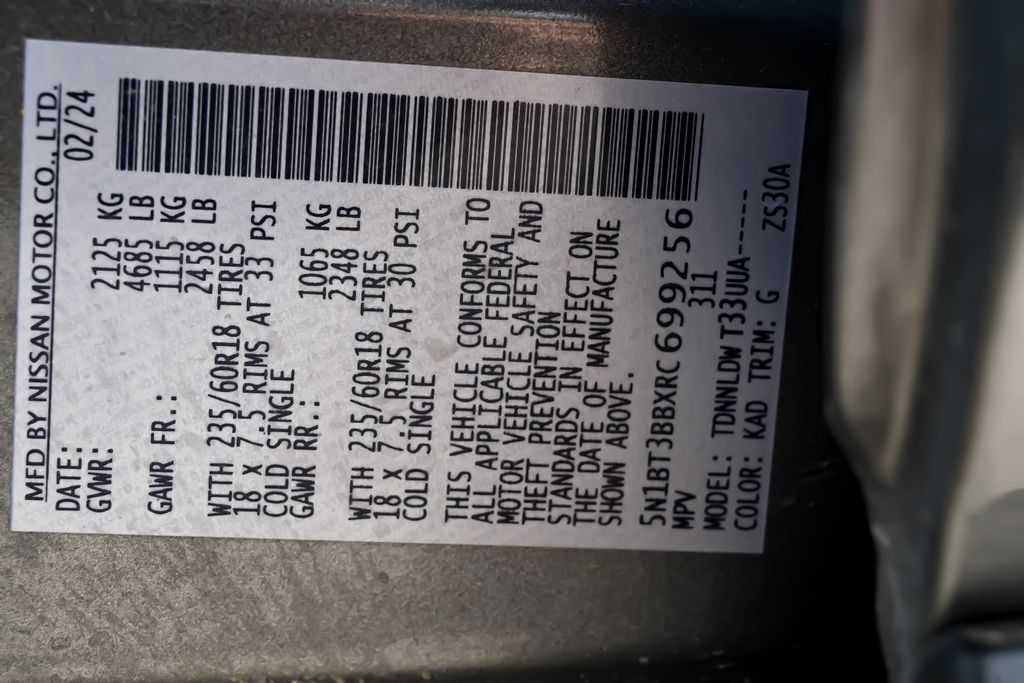 MFD BY NISSAN MOTOR CO., LTD.
DATE: 02/24
GVWR: 2125 KG
4685 LB
GAWR FR.: 1115 KG
2458 LB
WITH 235/60R18 TIRES
18 X 7.5 RIMS AT 33 PSI
COLD SINGLE
GAWR RR.: 1065 KG
2348 LB
WITH 235/60R18 TIRES
18 X 7.5 RIMS AT 30 PSI
COLD SINGLE
THIS VEHICLE CONFORMS TO
ALL APPLICABLE FEDERAL
MOTOR VEHICLE SAFETY AND
THEFT PREVENTION
STANDARDS IN EFFECT ON
THE DATE OF MANUFACTURE
SHOWN ABOVE.
5N1BT3BBXRC699256
MPV 311
MODEL: TDNNLDWT33UUA-----
COLOR: KAD TRIM: G ZS30A